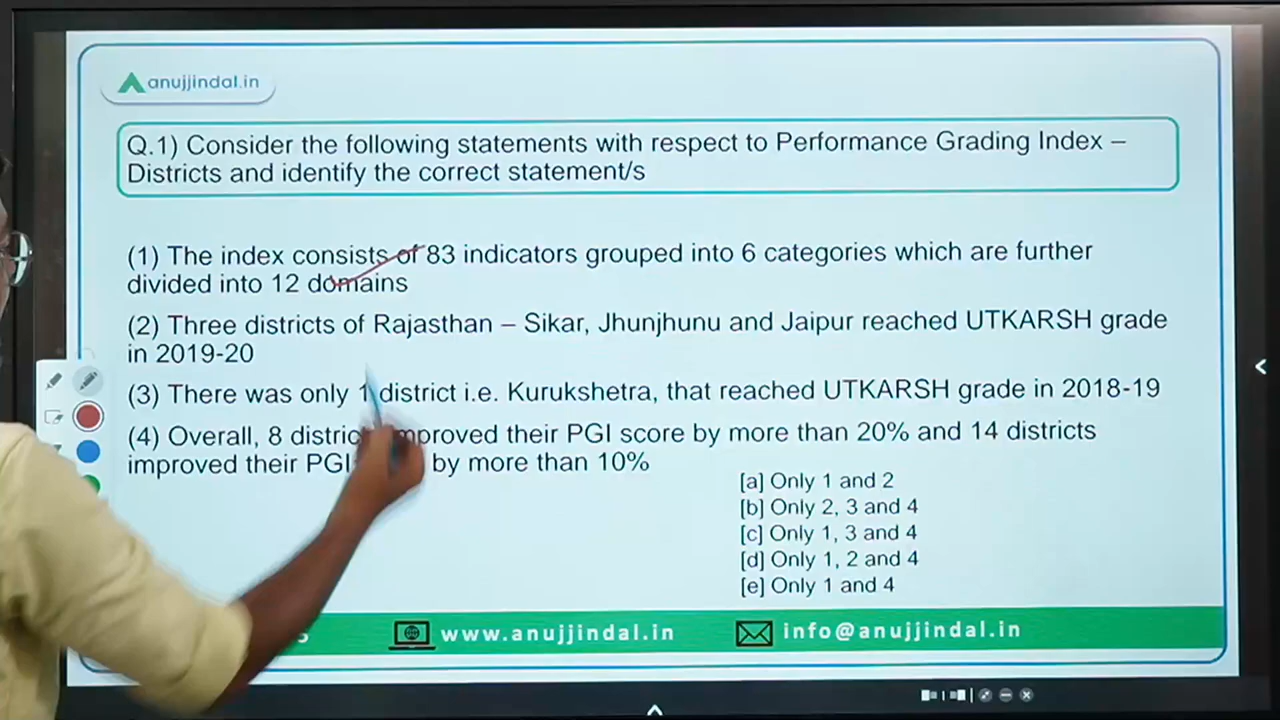 anujjindal.in
Q.1) Consider the following statements with respect to Performance Grading Index –
Districts and identify the correct statement/s
(1) The index consists of 83 indicators grouped into 6 categories which are further
divided into 12 domains
(2) Three districts of Rajasthan – Sikar, Jhunjhunu and Jaipur reached UTKARSH grade
in 2019-20
(3) There was only 1 district i.e. Kurukshetra, that reached UTKARSH grade in 2018-19
(4) Overall, 8 improved their PGI score by more than 20% and 14 districts
improved their PGI by more than 10%
[a] Only 1 and 2
[b] Only 2, 3 and 4
[c] Only 1, 3 and 4
[d] Only 1, 2 and 4
[e] Only 1 and 4
www.anujjindal.in
info@anujjindal.in